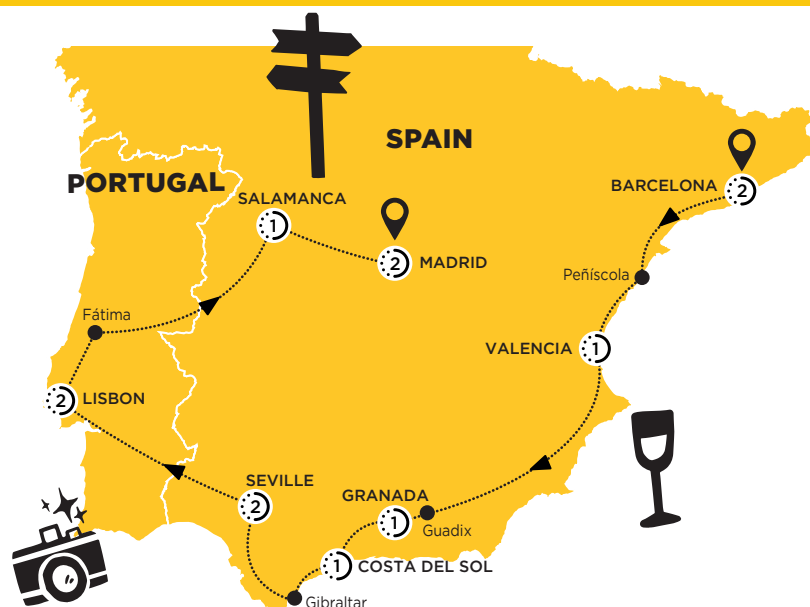 SPAIN
PORTUGAL
BARCELONA
2
SALAMANCA
1
2
MADRID
Peñíscola
Fátima
VALENCIA
1
2
LISBON
SEVILLE
2
GRANADA
1
Guadix
1
COSTA DEL SOL
Gibraltar